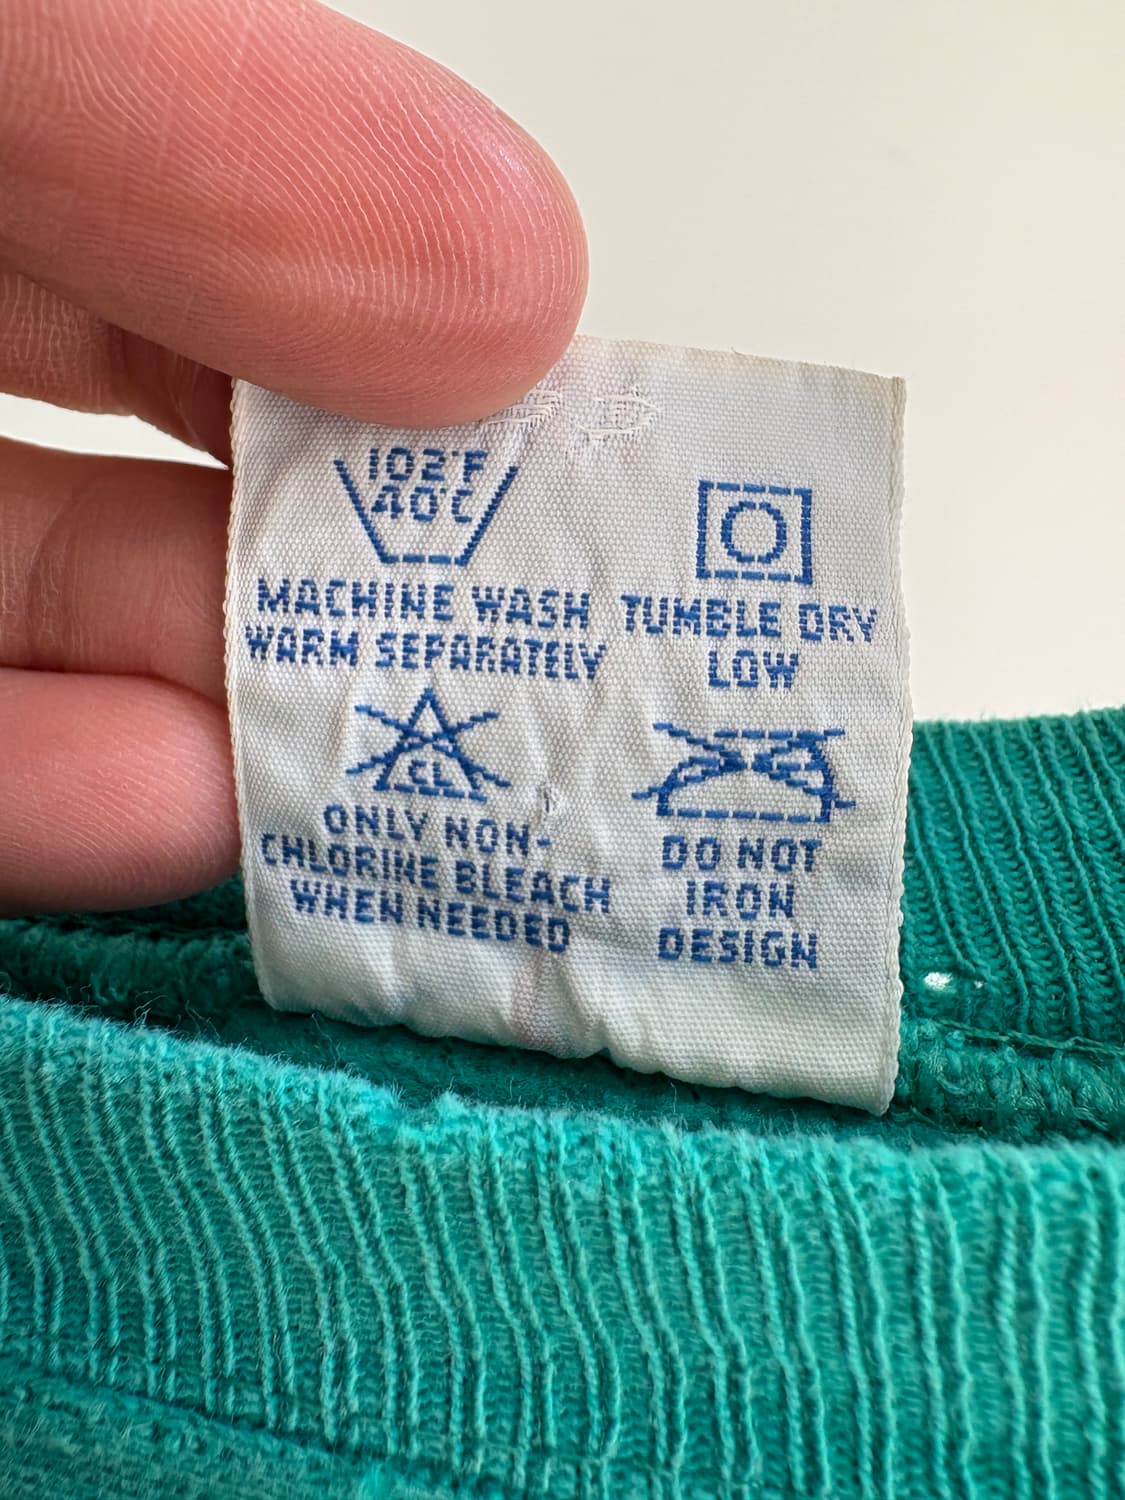 102°F
40°C
MACHINE WASH
WARM SEPARATELY
TUMBLE DRY
LOW
CL
ONLY NON-
CHLORINE BLEACH
WHEN NEEDED
DO NOT
IRON
DESIGN